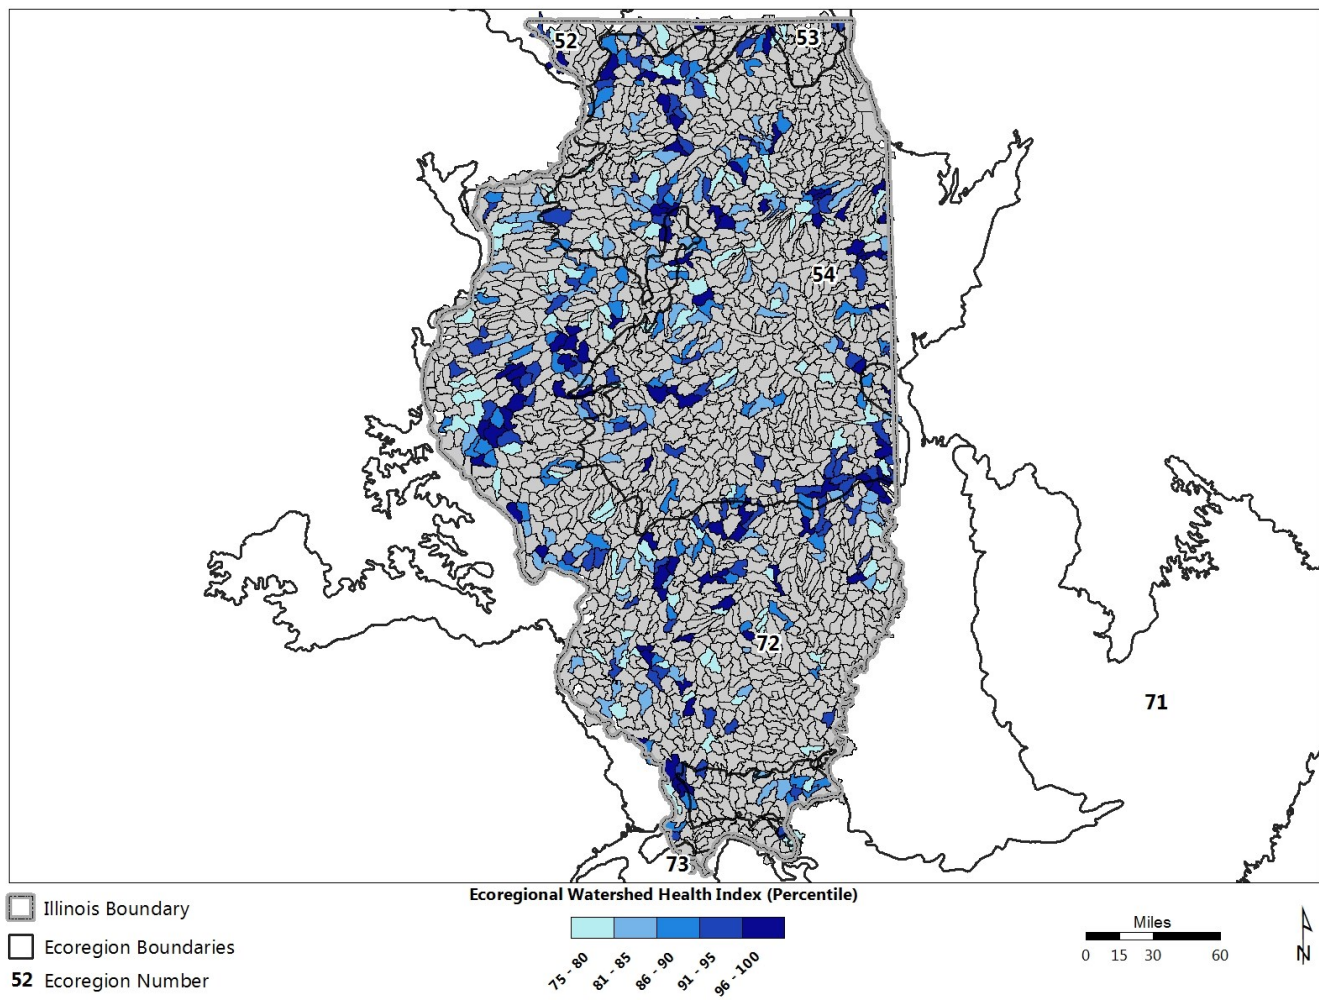 52
53
54
72
71
73
Ecoregional Watershed Health Index (Percentile)
Illinois Boundary
Ecoregion Boundaries
52 Ecoregion Number
75 - 80
81 - 85
86 - 90
91 - 95
96 - 100
Miles
0 15 30 60
N